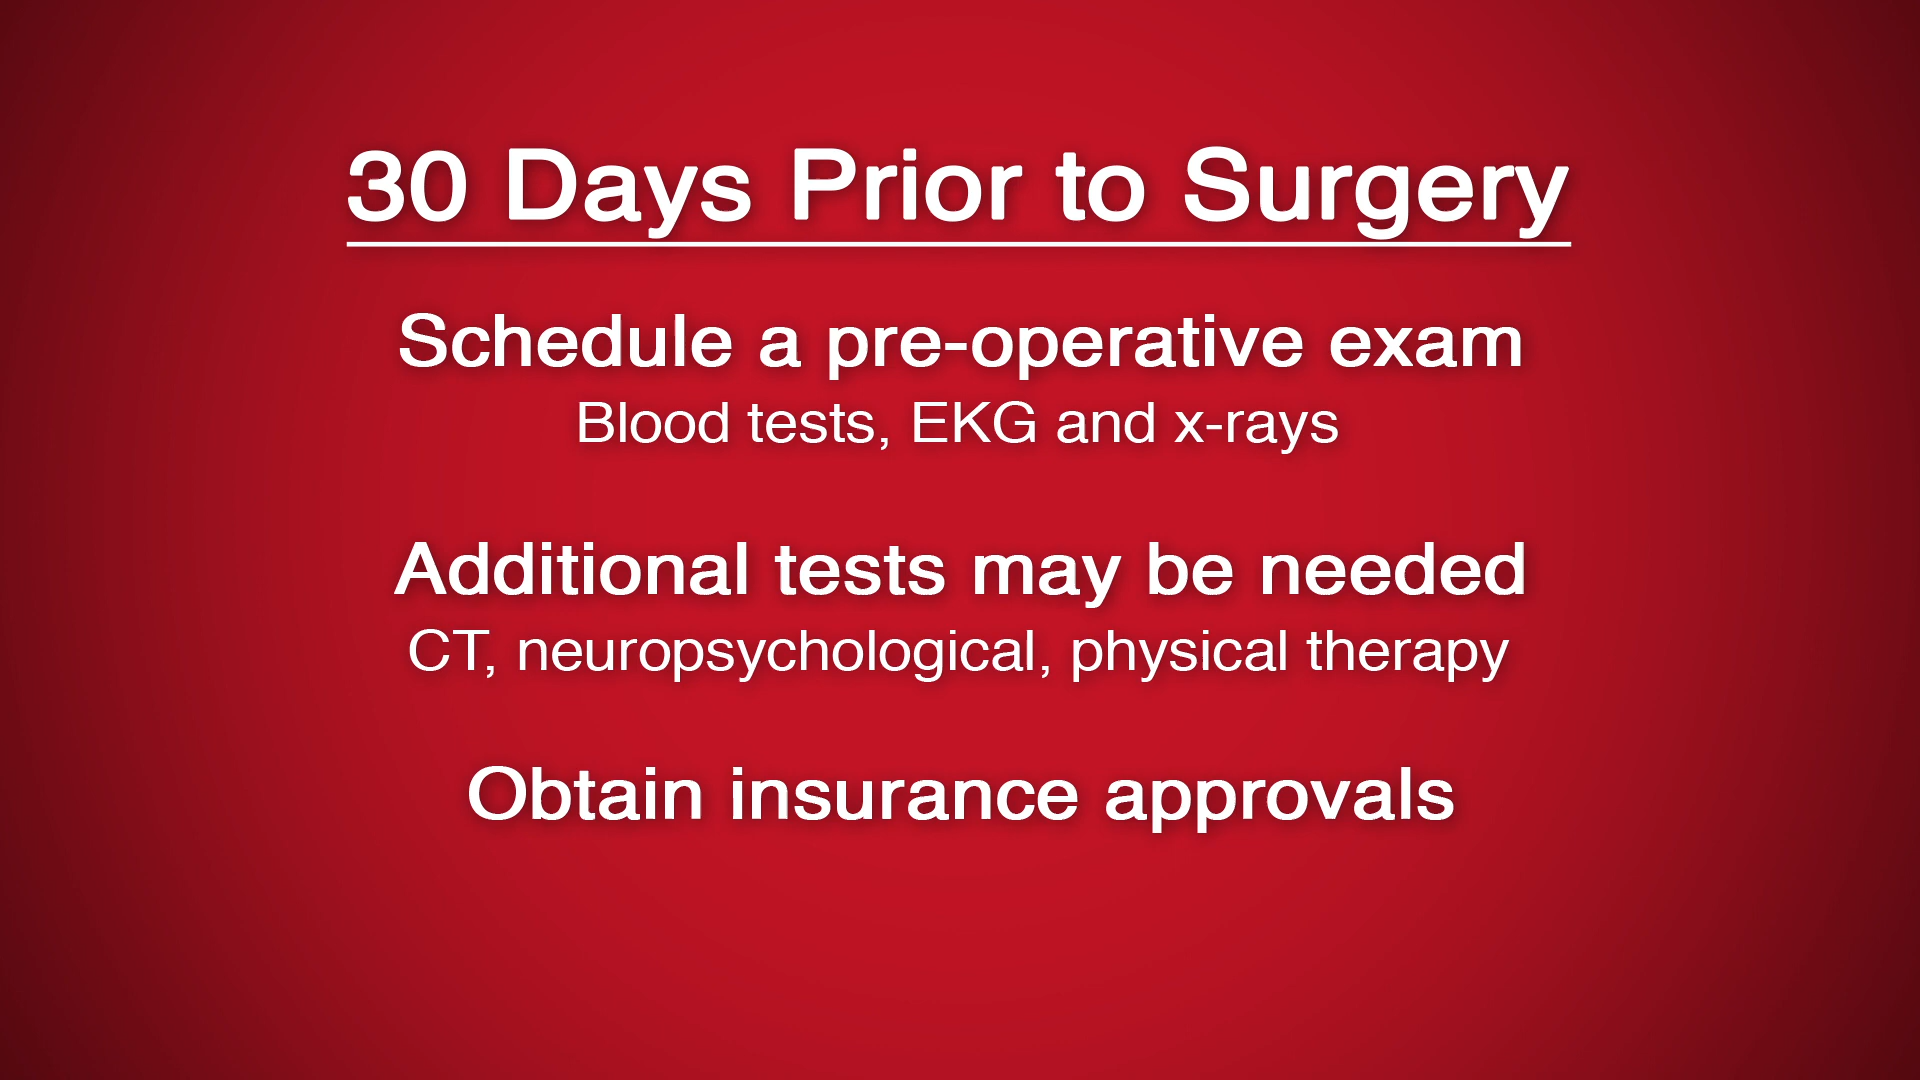 30 Days Prior to Surgery
Schedule a pre-operative exam
Blood tests, EKG and x-rays
Additional tests may be needed
CT, neuropsychological, physical therapy
Obtain insurance approvals